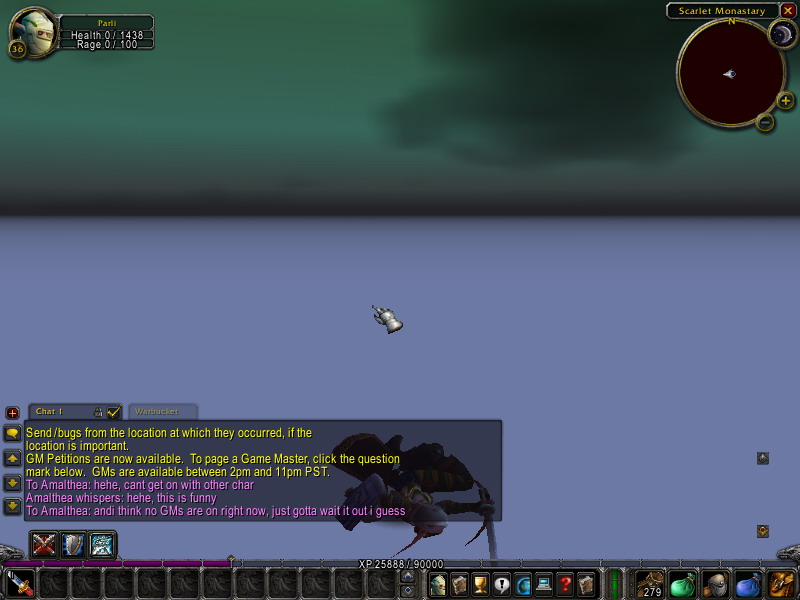 Parli
Health 0 / 1438
Rage 0 / 100
36
Scarlet Monastary
N
Chat 1
Warbucket
Send /bugs from the location at which they occurred, if the
location is important.
GM Petitions are now available. To page a Game Master, click the question
mark below. GMs are available between 2pm and 11pm PST.
To Amalthea: hehe, cant get on with other char
Amalthea whispers: hehe, this is funny
To Amalthea: andi think no GMs are on right now, just gotta wait it out i guess
XP 25888 / 90000
279